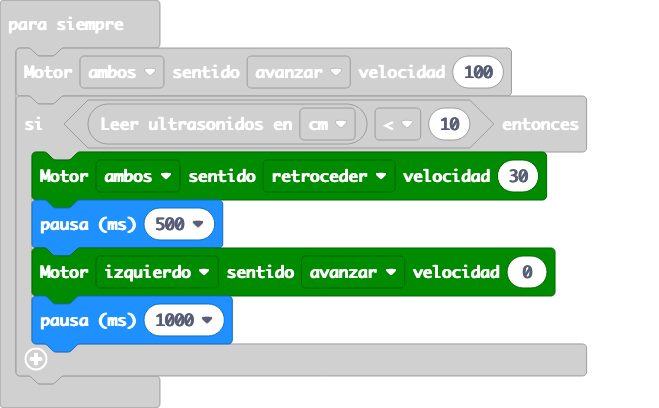 para siempre
Motor ambos sentido avanzar velocidad 100
si Leer ultrasonidos en cm < 10 entonces
Motor ambos sentido retroceder velocidad 30
pausa (ms) 500
Motor izquierdo sentido avanzar velocidad 0
pausa (ms) 1000